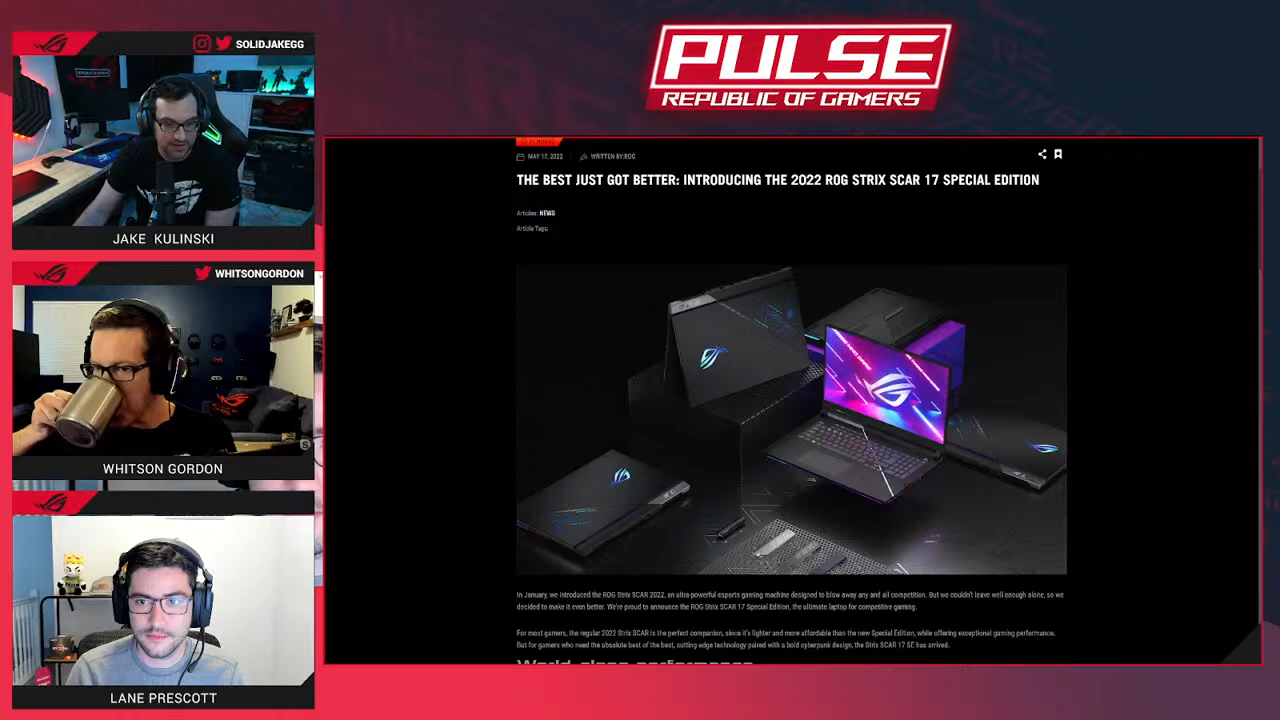 SOLIDJAKEGG
JAKE KULINSKI
WHITSONGORDON
WHITSON GORDON
LANE PRESCOTT
PULSE
REPUBLIC OF GAMERS
MAY 17, 2022
WRITTEN BY:ROG
THE BEST JUST GOT BETTER: INTRODUCING THE 2022 ROG STRIX SCAR 17 SPECIAL EDITION
Articles: NEWS
Article Tags:
In January, we introduced the ROG Strix SCAR 2022, an ultra-powerful esports gaming machine designed to blow away any and all competition. But we couldn't leave well enough alone, so we
decided to make it even better. We're proud to announce the ROG Strix SCAR 17 Special Edition, the ultimate laptop for competitive gaming.
For most gamers, the regular 2022 Strix SCAR is the perfect companion, since it's lighter and more affordable than the new Special Edition, while offering exceptional gaming performance.
But for gamers who need the absolute best of the best, cutting-edge technology paired with a bold cyberpunk design, the Strix SCAR 17 SE has arrived.
World-class performance